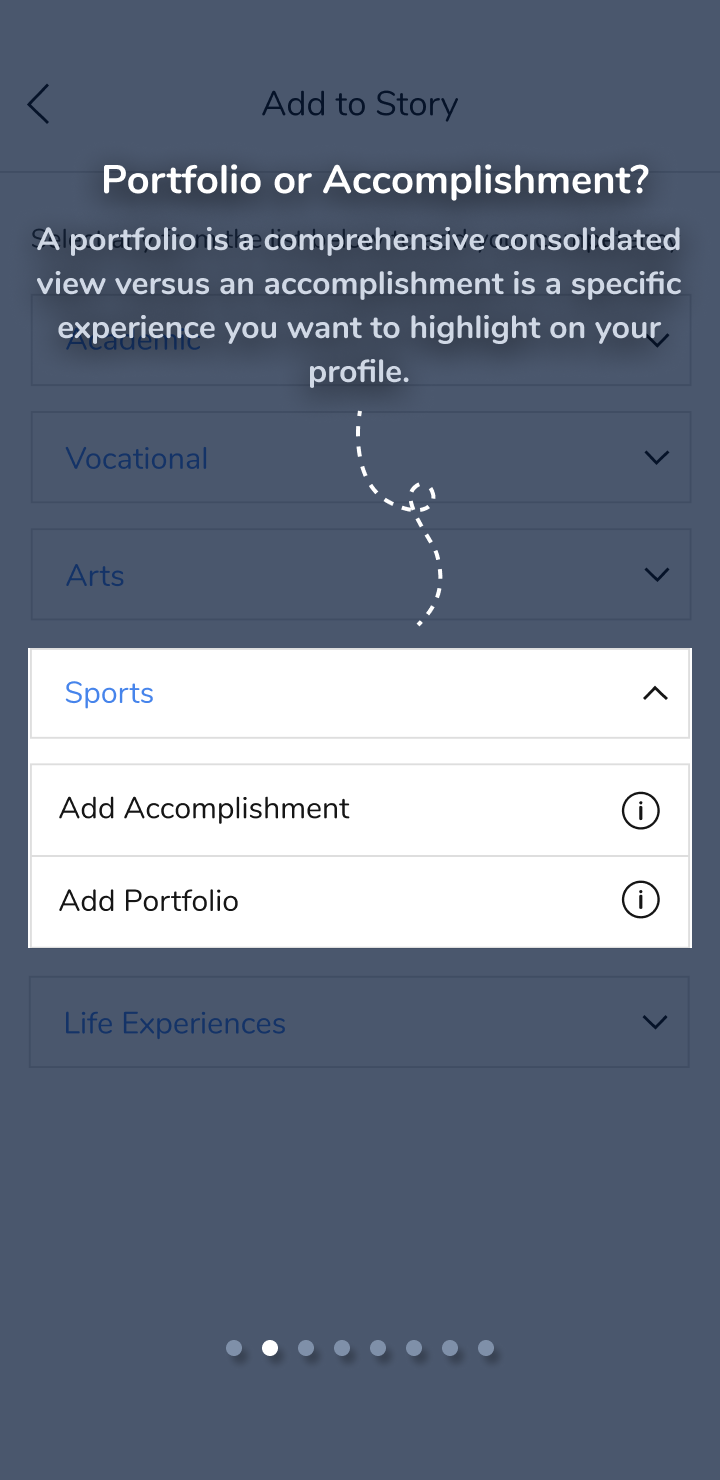 Add to Story
Portfolio or Accomplishment?
A portfolio is a comprehensive consolidated
view versus an accomplishment is a specific
experience you want to highlight on your
profile.
Academic
Vocational
Arts
Sports
Add Accomplishment
Add Portfolio
Life Experiences